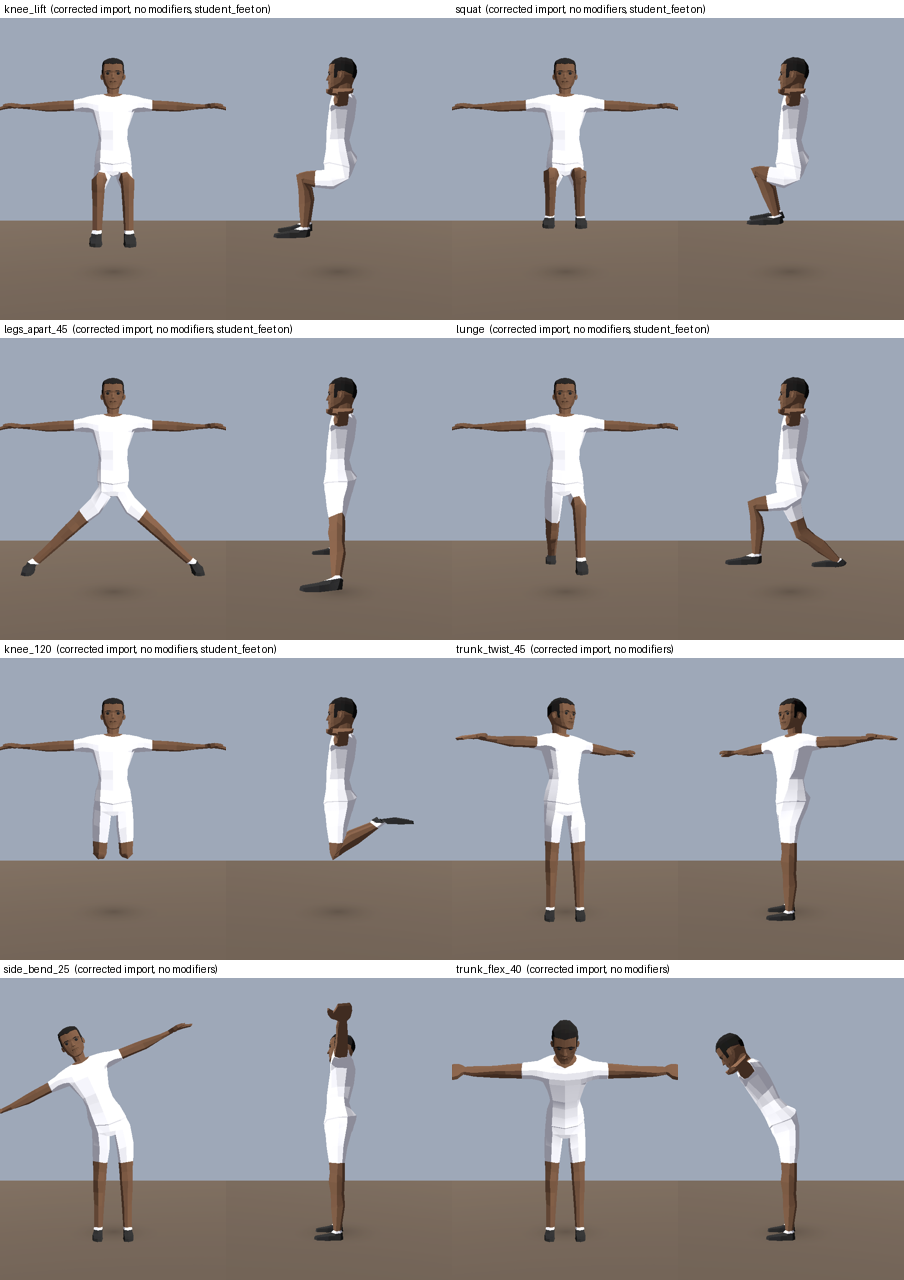 knee_lift (corrected import, no modifiers, student_feet on)
squat (corrected import, no modifiers, student_feet on)
legs_apart_45 (corrected import, no modifiers, student_feet on)
lunge (corrected import, no modifiers, student_feet on)
knee_120 (corrected import, no modifiers, student_feet on)
trunk_twist_45 (corrected import, no modifiers)
side_bend_25 (corrected import, no modifiers)
trunk_flex_40 (corrected import, no modifiers)